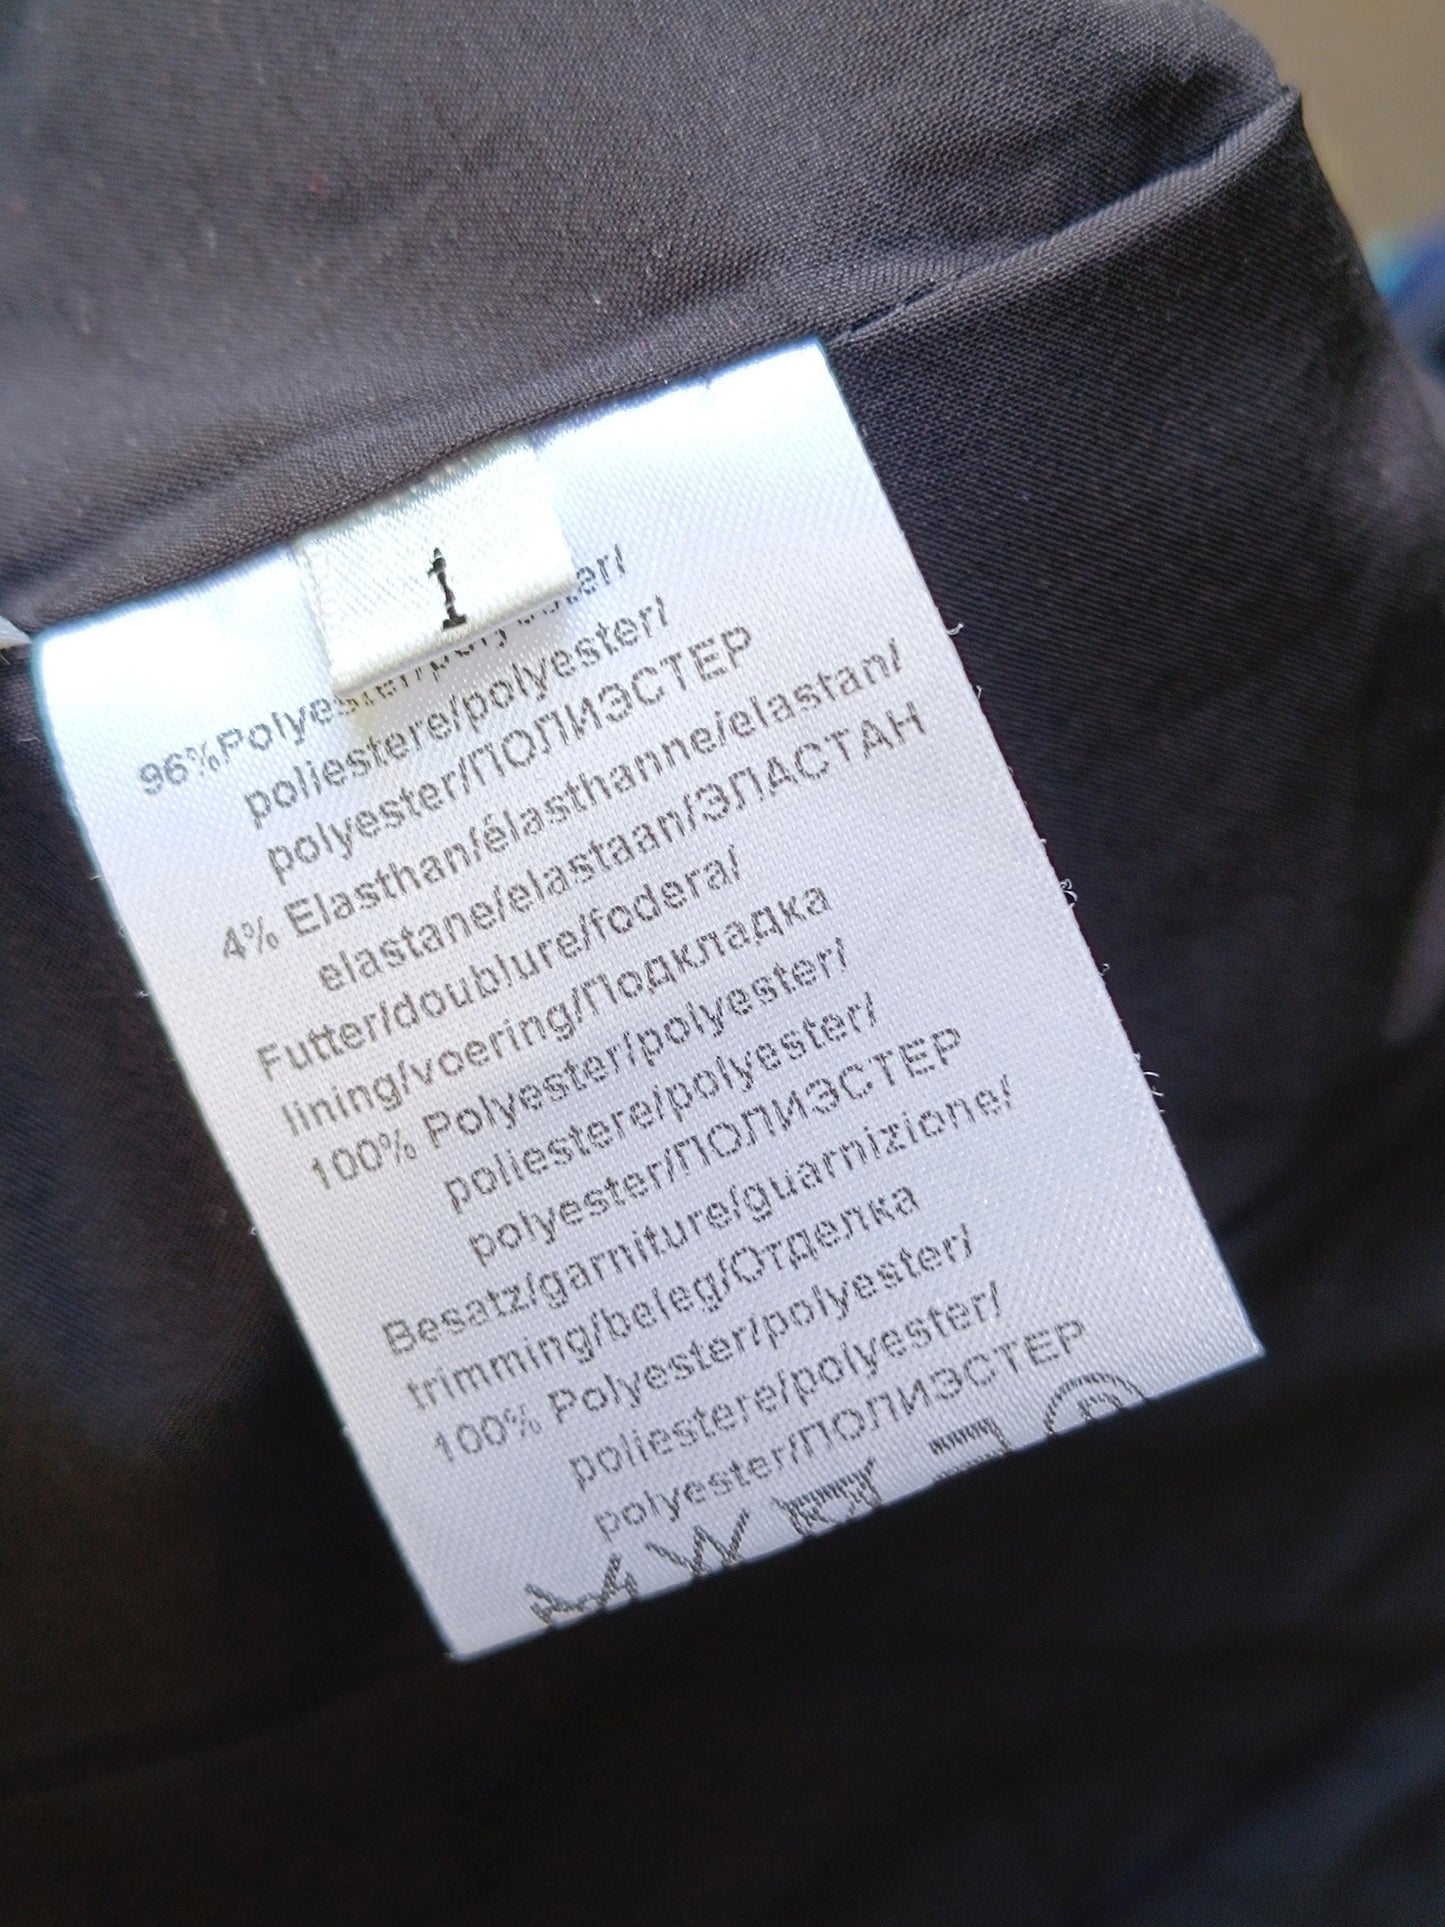 1
96%Polyester/polyester/
poliestere/polyester/
polyester/ПОЛИЭСТЕР
4% Elasthan/élasthanne/elastan/
elastane/elastaan/ЭЛАСТАН
Futter/doublure/fodera/
lining/voering/Подкладка
100% Polyester/polyester/
poliestere/polyester/
polyester/ПОЛИЭСТЕР
Besatz/garniture/guarnizione/
trimming/beleg/Отделка
100% Polyester/polyester/
poliestere/polyester/
polyester/ПОЛИЭСТЕР